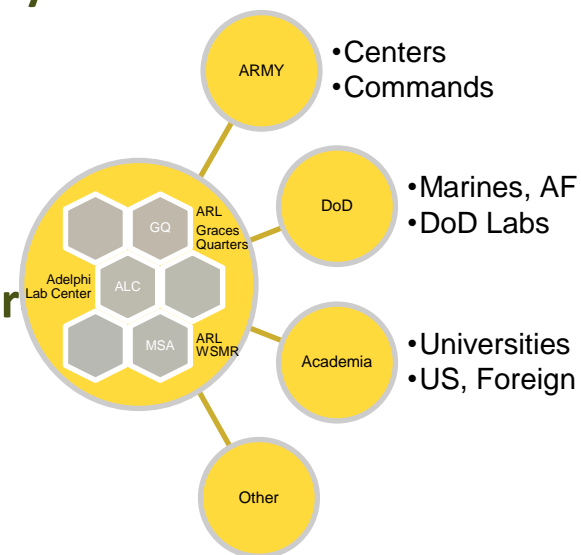 y
ARMY
•Centers
•Commands
GQ
ARL
Graces
Quarters
DoD
•Marines, AF
•DoD Labs
Adelphi
Lab Center
ALC
r
MSA
ARL
WSMR
Academia
•Universities
•US, Foreign
Other